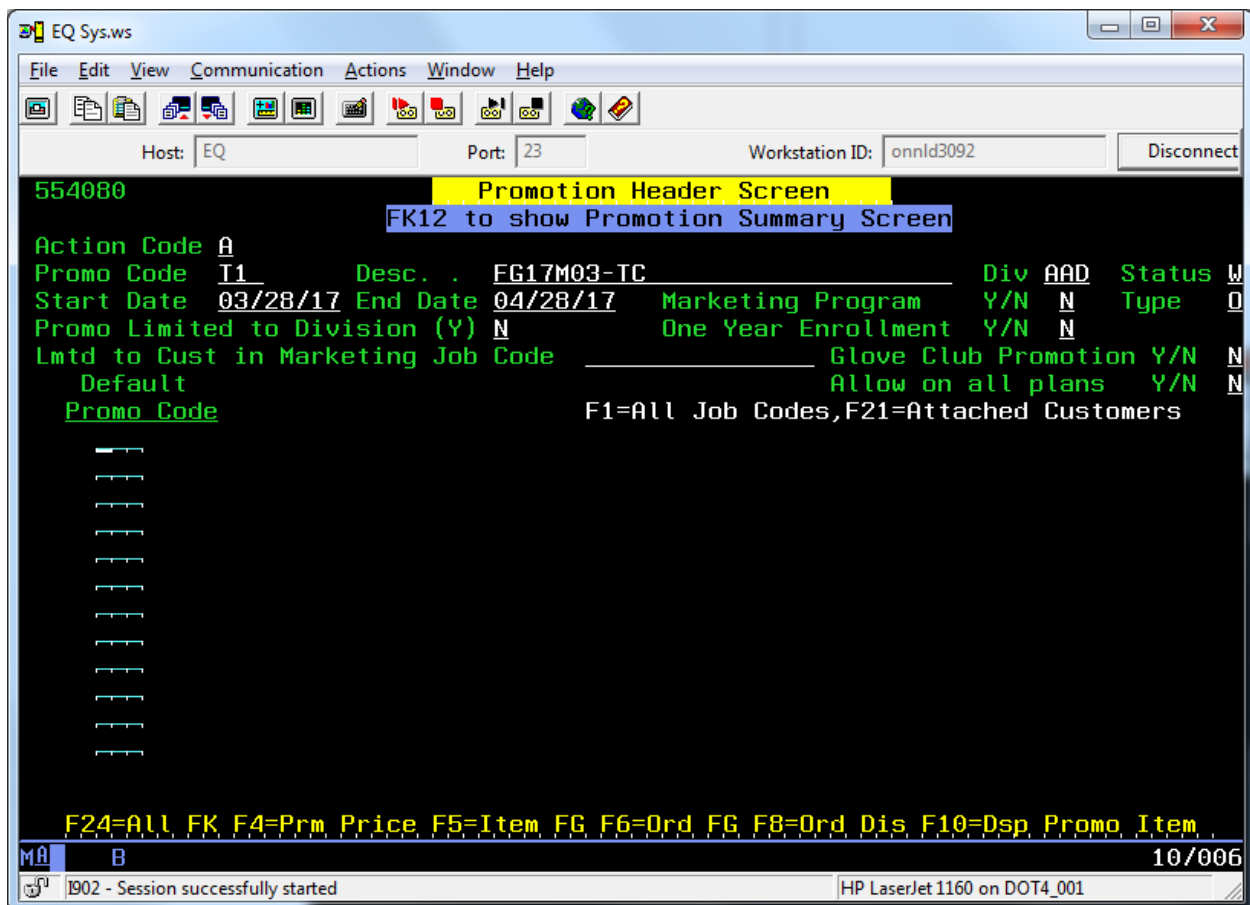 EQ Sys.ws
File Edit View Communication Actions Window Help
Host: EQ Port: 23 Workstation ID: onnld3092 Disconnect
554080 Promotion Header Screen
FK12 to show Promotion Summary Screen
Action Code A
Promo Code T1 Desc. . FG17M03-TC Div AAD Status W
Start Date 03/28/17 End Date 04/28/17 Marketing Program Y/N N Type O
Promo Limited to Division (Y) N One Year Enrollment Y/N N
Lmtd to Cust in Marketing Job Code Glove Club Promotion Y/N N
Default Allow on all plans Y/N N
Promo Code F1=All Job Codes,F21=Attached Customers
F24=All FK F4=Prm Price F5=Item FG F6=Ord FG F8=Ord Dis F10=Dsp Promo Item
MA B 10/006
I902 - Session successfully started HP LaserJet 1160 on DOT4_001